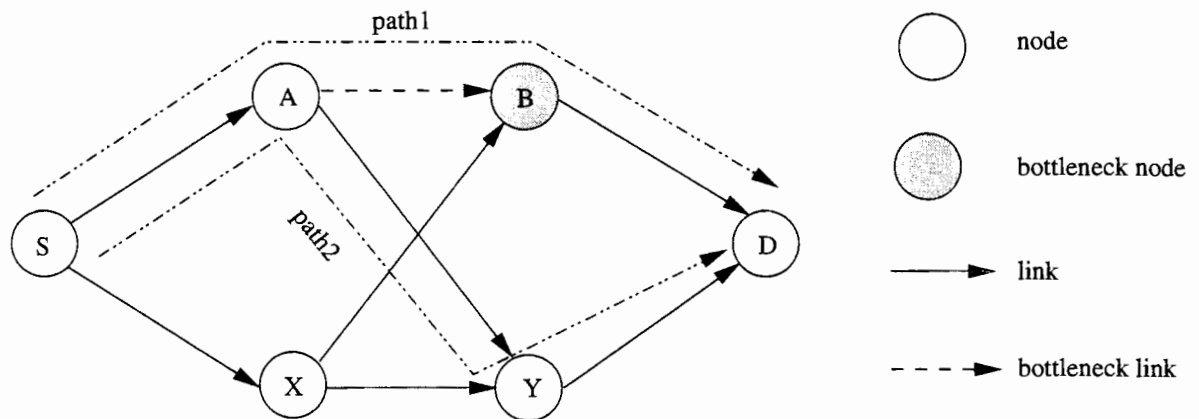 path1
node
A
B
bottleneck node
S
path2
D
link
X
Y
bottleneck link